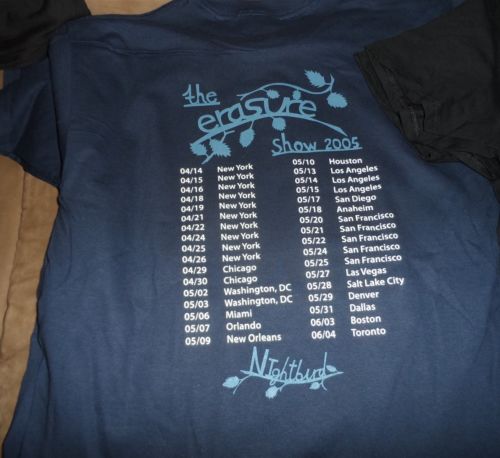 the
erasure
show 2005
04/14 New York
04/15 New York
04/16 New York
04/18 New York
04/19 New York
04/21 New York
04/22 New York
04/24 New York
04/25 New York
04/26 New York
04/29 Chicago
04/30 Chicago
05/02 Washington, DC
05/03 Washington, DC
05/06 Miami
05/07 Orlando
05/09 New Orleans
05/10 Houston
05/13 Los Angeles
05/14 Los Angeles
05/15 Los Angeles
05/17 San Diego
05/18 Anaheim
05/20 San Francisco
05/21 San Francisco
05/22 San Francisco
05/24 San Francisco
05/25 San Francisco
05/27 Las Vegas
05/28 Salt Lake City
05/29 Denver
05/31 Dallas
06/03 Boston
06/04 Toronto
Nightbird